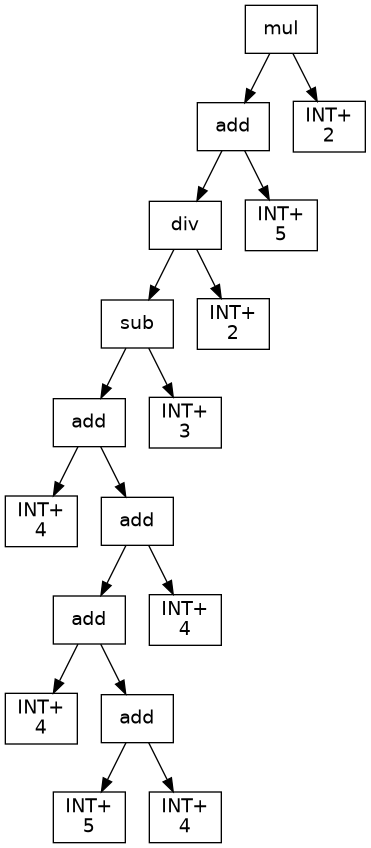 mul
add
INT+
2
div
INT+
5
sub
INT+
2
add
INT+
3
INT+
4
add
add
INT+
4
INT+
4
add
INT+
5
INT+
4